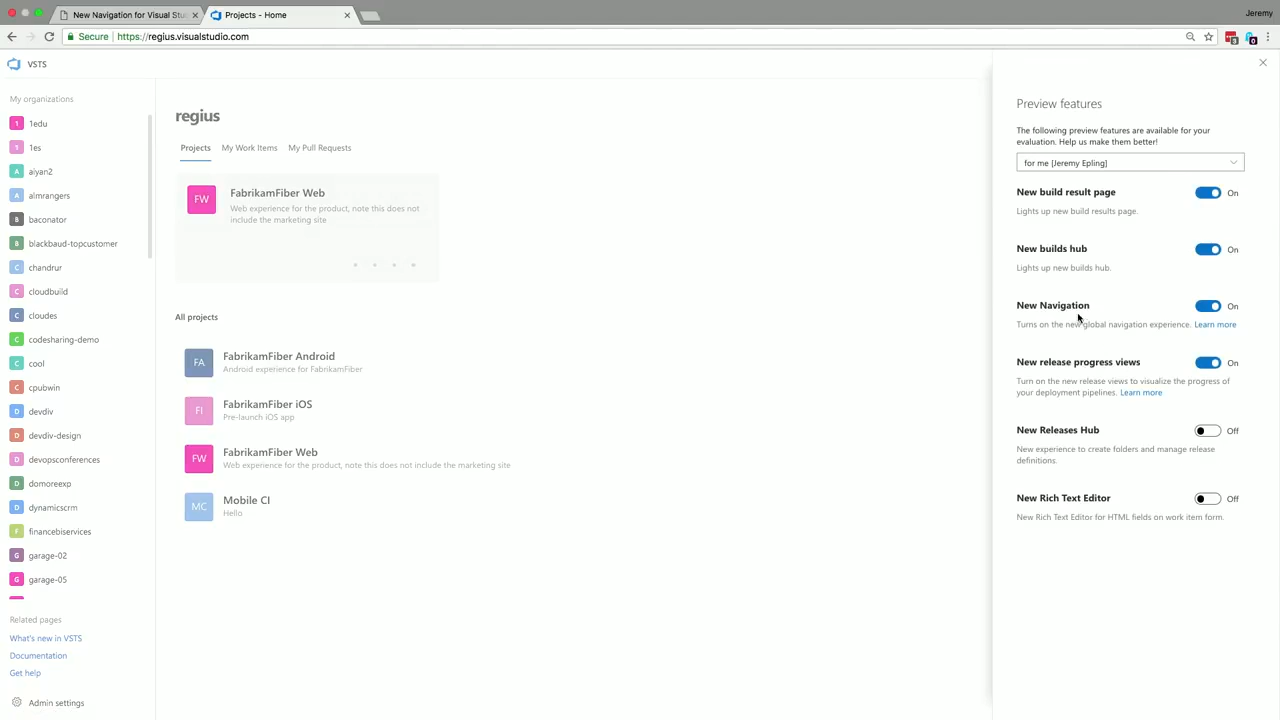 New Navigation for Visual Stu
Projects - Home
Jeremy
Secure
https://regius.visualstudio.com
VSTS
My organizations
1 1edu
1 1es
A aiyan2
A almrangers
B baconator
B blackbaud-topcustomer
C chandrur
C cloudbuild
C cloudes
C codesharing-demo
C cool
C cpubwin
D devdiv
D devdiv-design
D devopsconferences
D domoreexp
D dynamicscrm
F financebiservices
G garage-02
G garage-05
Related pages
What's new in VSTS
Documentation
Get help
Admin settings
regius
Projects My Work Items My Pull Requests
FW
FabrikamFiber Web
Web experience for the product, note this does not
include the marketing site
All projects
FA
FabrikamFiber Android
Android experience for FabrikamFiber
FI
FabrikamFiber iOS
Pre-launch iOS app
FW
FabrikamFiber Web
Web experience for the product, note this does not include the marketing site
MC
Mobile CI
Hello
Preview features
The following preview features are available for your
evaluation. Help us make them better!
for me [Jeremy Epling]
New build result page On
Lights up new build results page.
New builds hub On
Lights up new builds hub.
New Navigation On
Turns on the new global navigation experience. Learn more
New release progress views On
Turn on the new release views to visualize the progress of
your deployment pipelines. Learn more
New Releases Hub Off
New experience to create folders and manage release
definitions.
New Rich Text Editor Off
New Rich Text Editor for HTML fields on work item form.